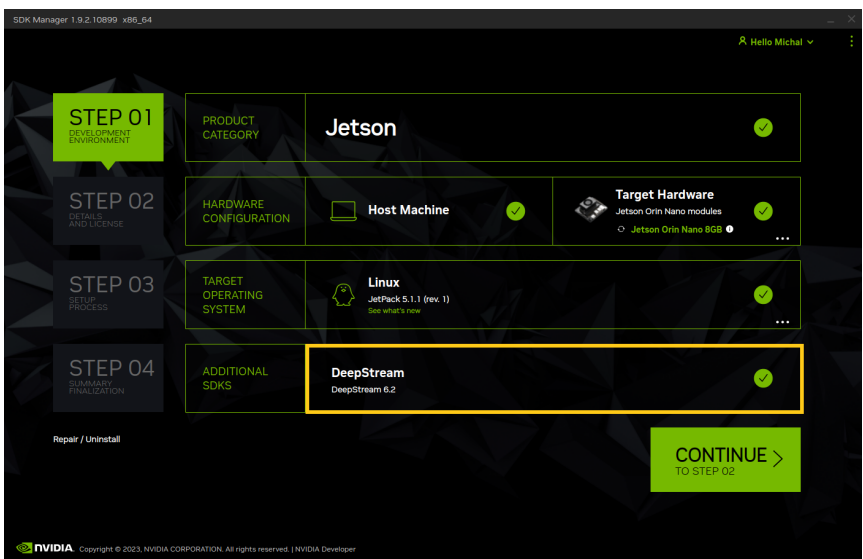 SDK Manager 1.9.2.10899 x86_64
Hello Michal
STEP 01
DEVELOPMENT
ENVIRONMENT
PRODUCT
CATEGORY
Jetson
STEP 02
DETAILS
AND LICENSE
HARDWARE
CONFIGURATION
Host Machine
Target Hardware
Jetson Orin Nano modules
Jetson Orin Nano 8GB
STEP 03
SETUP
PROCESS
TARGET
OPERATING
SYSTEM
Linux
JetPack 5.1.1 (rev. 1)
See what's new
STEP 04
SUMMARY
FINALIZATION
ADDITIONAL
SDKS
DeepStream
DeepStream 6.2
Repair / Uninstall
CONTINUE
TO STEP 02
NVIDIA. Copyright © 2023, NVIDIA CORPORATION. All rights reserved. | NVIDIA Developer